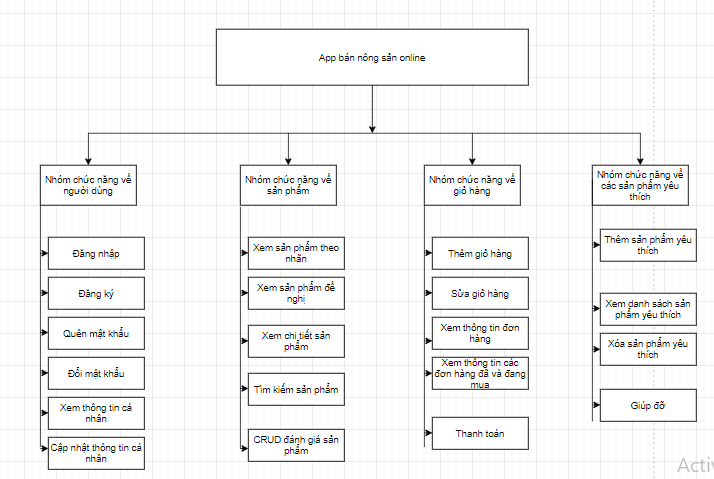 App bán nông sản online
Nhóm chức năng về
người dùng
Nhóm chức năng về
sản phẩm
Nhóm chức năng về
giỏ hàng
Nhóm chức năng về
các sản phẩm yêu
thích
Đăng nhập
Đăng ký
Quên mật khẩu
Đổi mật khẩu
Xem thông tin cá
nhân
Cập nhật thông tin cá
nhân
Xem sản phẩm theo
nhãn
Xem sản phẩm đề
nghị
Xem chi tiết sản
phẩm
Tìm kiếm sản phẩm
CRUD đánh giá sản
phẩm
Thêm giỏ hàng
Sửa giỏ hàng
Xem thông tin đơn
hàng
Xem thông tin các
đơn hàng đã và đang
mua
Thanh toán
Thêm sản phẩm yêu
thích
Xem danh sách sản
phẩm yêu thích
Xóa sản phẩm yêu
thích
Giúp đỡ